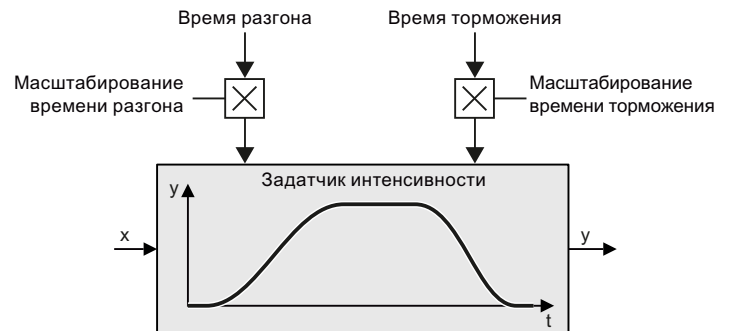 Время разгона
Время торможения
Масштабирование
времени разгона
Масштабирование
времени торможения
Задатчик интенсивности
y
x
y
t